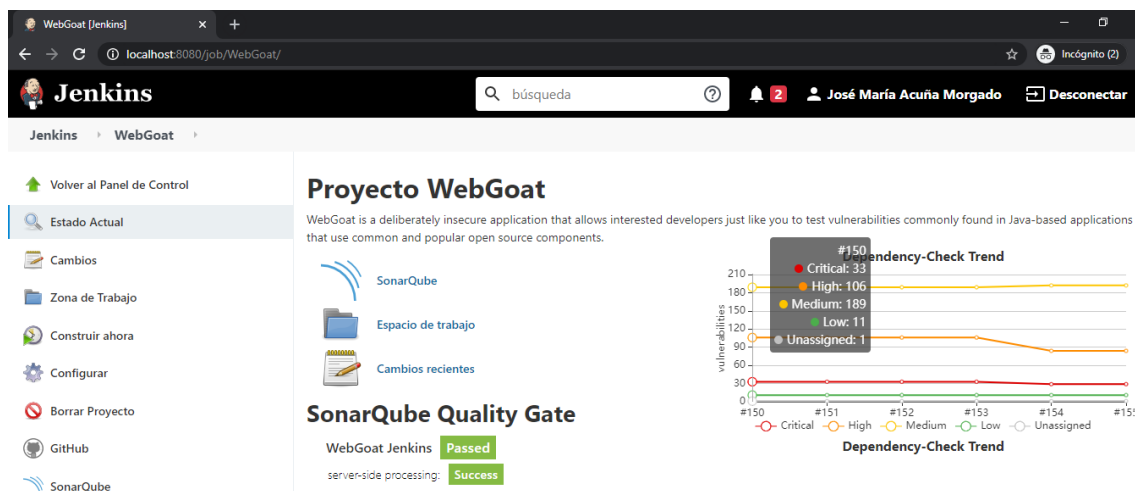 WebGoat [Jenkins]
localhost:8080/job/WebGoat/
Incógnito (2)
Jenkins
búsqueda
2
José María Acuña Morgado
Desconectar
Jenkins
WebGoat
Volver al Panel de Control
Estado Actual
Cambios
Zona de Trabajo
Construir ahora
Configurar
Borrar Proyecto
GitHub
SonarQube
Proyecto WebGoat
WebGoat is a deliberately insecure application that allows interested developers just like you to test vulnerabilities commonly found in Java-based applications
that use common and popular open source components.
SonarQube
Espacio de trabajo
Cambios recientes
SonarQube Quality Gate
WebGoat Jenkins Passed
server-side processing: Success
Dependency-Check Trend
#150
Critical: 33
High: 106
Medium: 189
Low: 11
Unassigned: 1
vulnerabilities
210
180
150
120
90
60
30
0
#150 #151 #152 #153 #154 #155
Critical High Medium Low Unassigned
Dependency-Check Trend